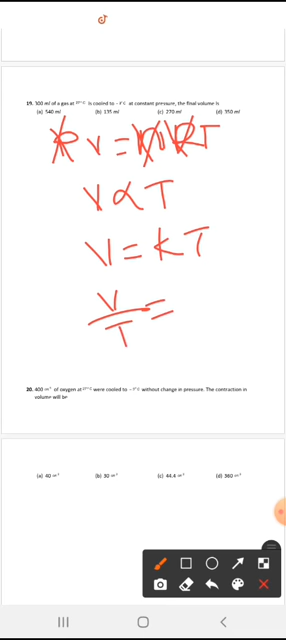 19. 300 ml of a gas at 27°C is cooled to -3°C at constant pressure, the final volume is
(a) 540 ml (b) 135 ml (c) 270 ml (d) 350 ml
V = T
V ∝ T
V = KT
V/T =
20. 400 cm³ of oxygen at 27°C were cooled to -3°C without change in pressure. The contraction in
volume will be
(a) 40 cm³ (b) 30 cm³ (c) 44.4 cm³ (d) 360 cm³